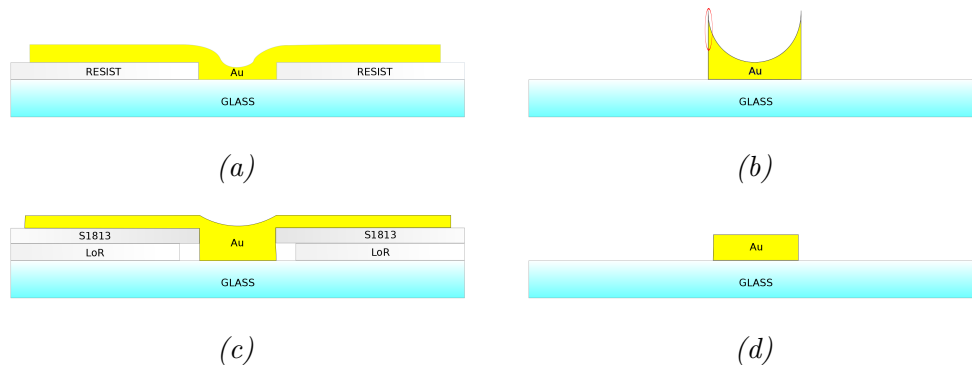 RESIST
Au
RESIST
GLASS
(a)
Au
GLASS
(b)
S1813
Au
S1813
LoR
LoR
GLASS
(c)
Au
GLASS
(d)